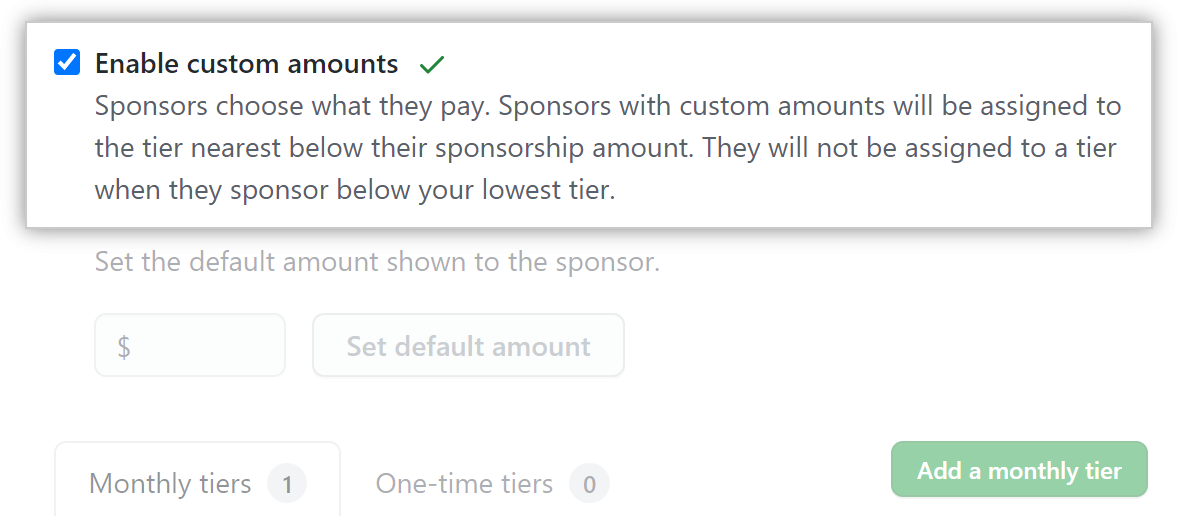 Enable custom amounts
Sponsors choose what they pay. Sponsors with custom amounts will be assigned to
the tier nearest below their sponsorship amount. They will not be assigned to a tier
when they sponsor below your lowest tier.
Set the default amount shown to the sponsor.
$
Set default amount
Monthly tiers 1
One-time tiers 0
Add a monthly tier